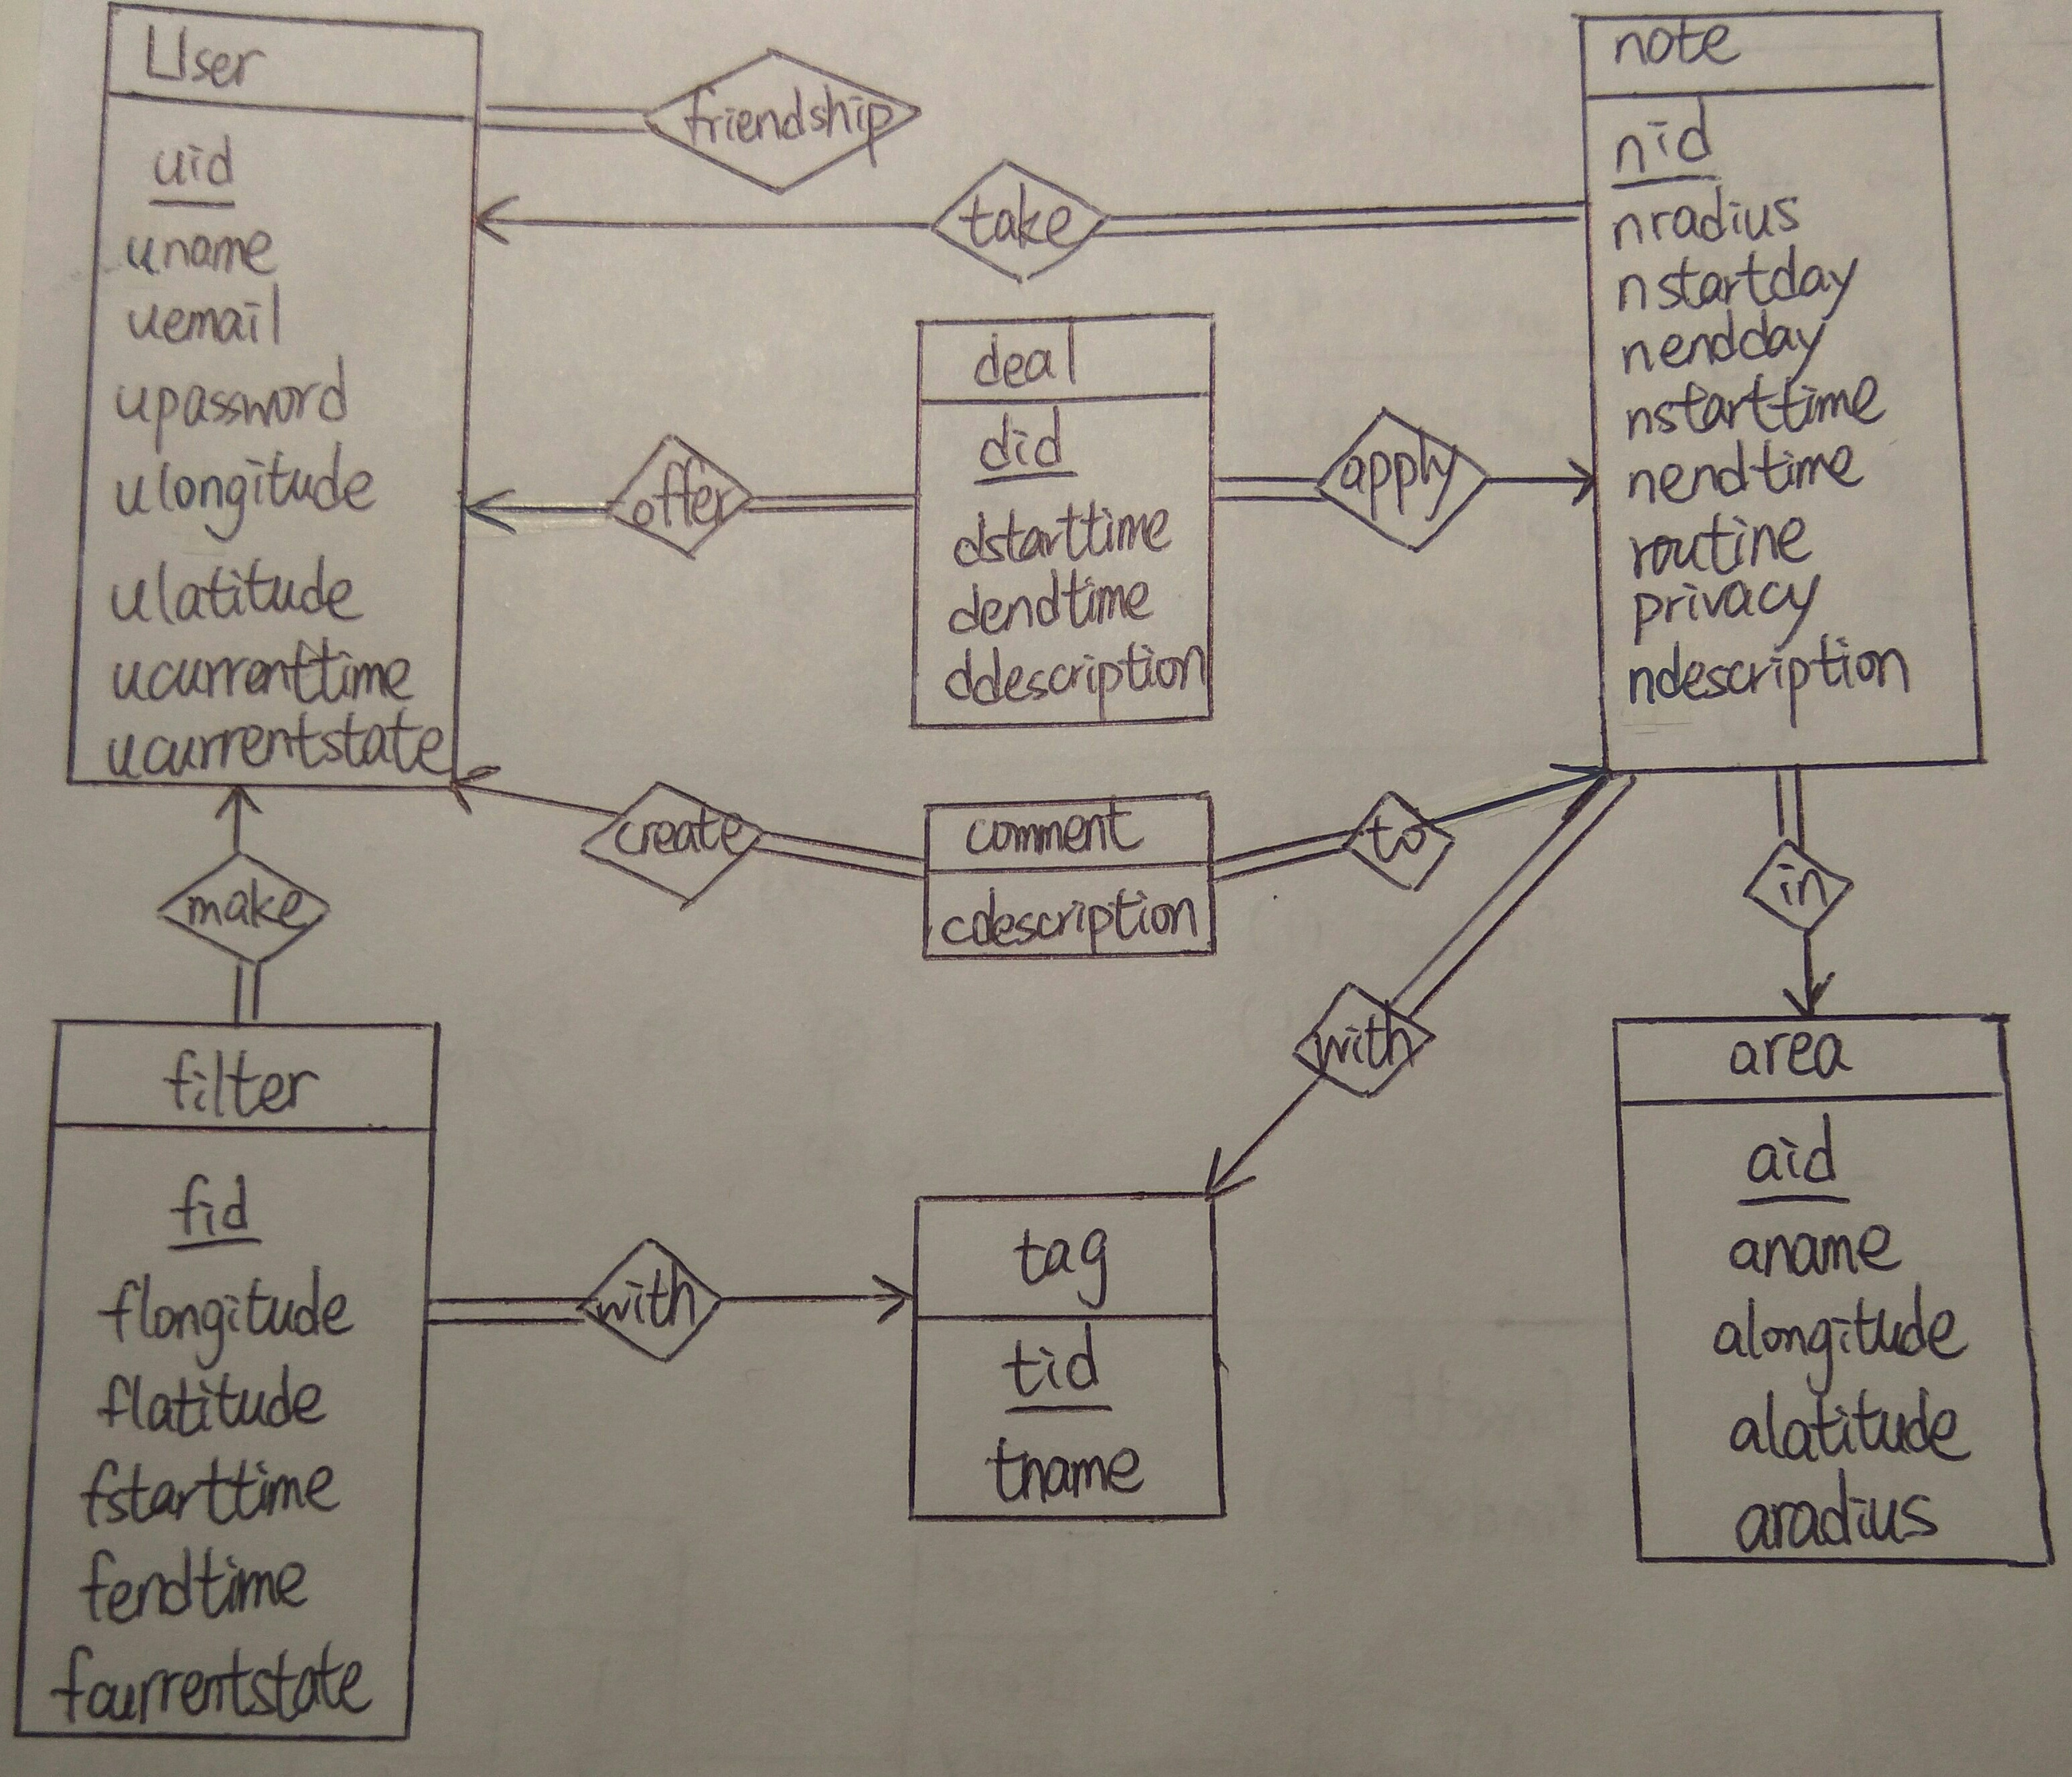 User
uid
uname
uemail
upassword
ulongitude
ulatitude
ucurrenttime
ucurrentstate
friendship
take
note
nid
nradius
nstartday
nendday
nstarttime
nendtime
routine
privacy
ndescription
offer
deal
did
dstarttime
dendtime
ddescription
apply
create
comment
cdescription
to
make
in
with
filter
fid
flongitude
flatitude
fstarttime
fendtime
fcurrentstate
with
tag
tid
tname
area
aid
aname
alongitude
alatitude
aradius